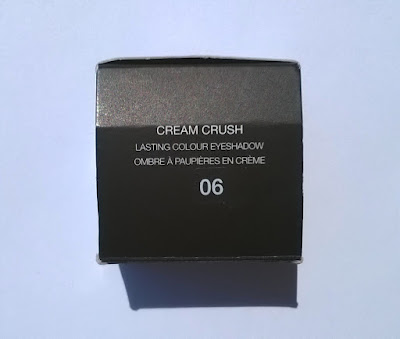 CREAM CRUSH
LASTING COLOUR EYESHADOW
OMBRE À PAUPIÈRES EN CRÈME
06